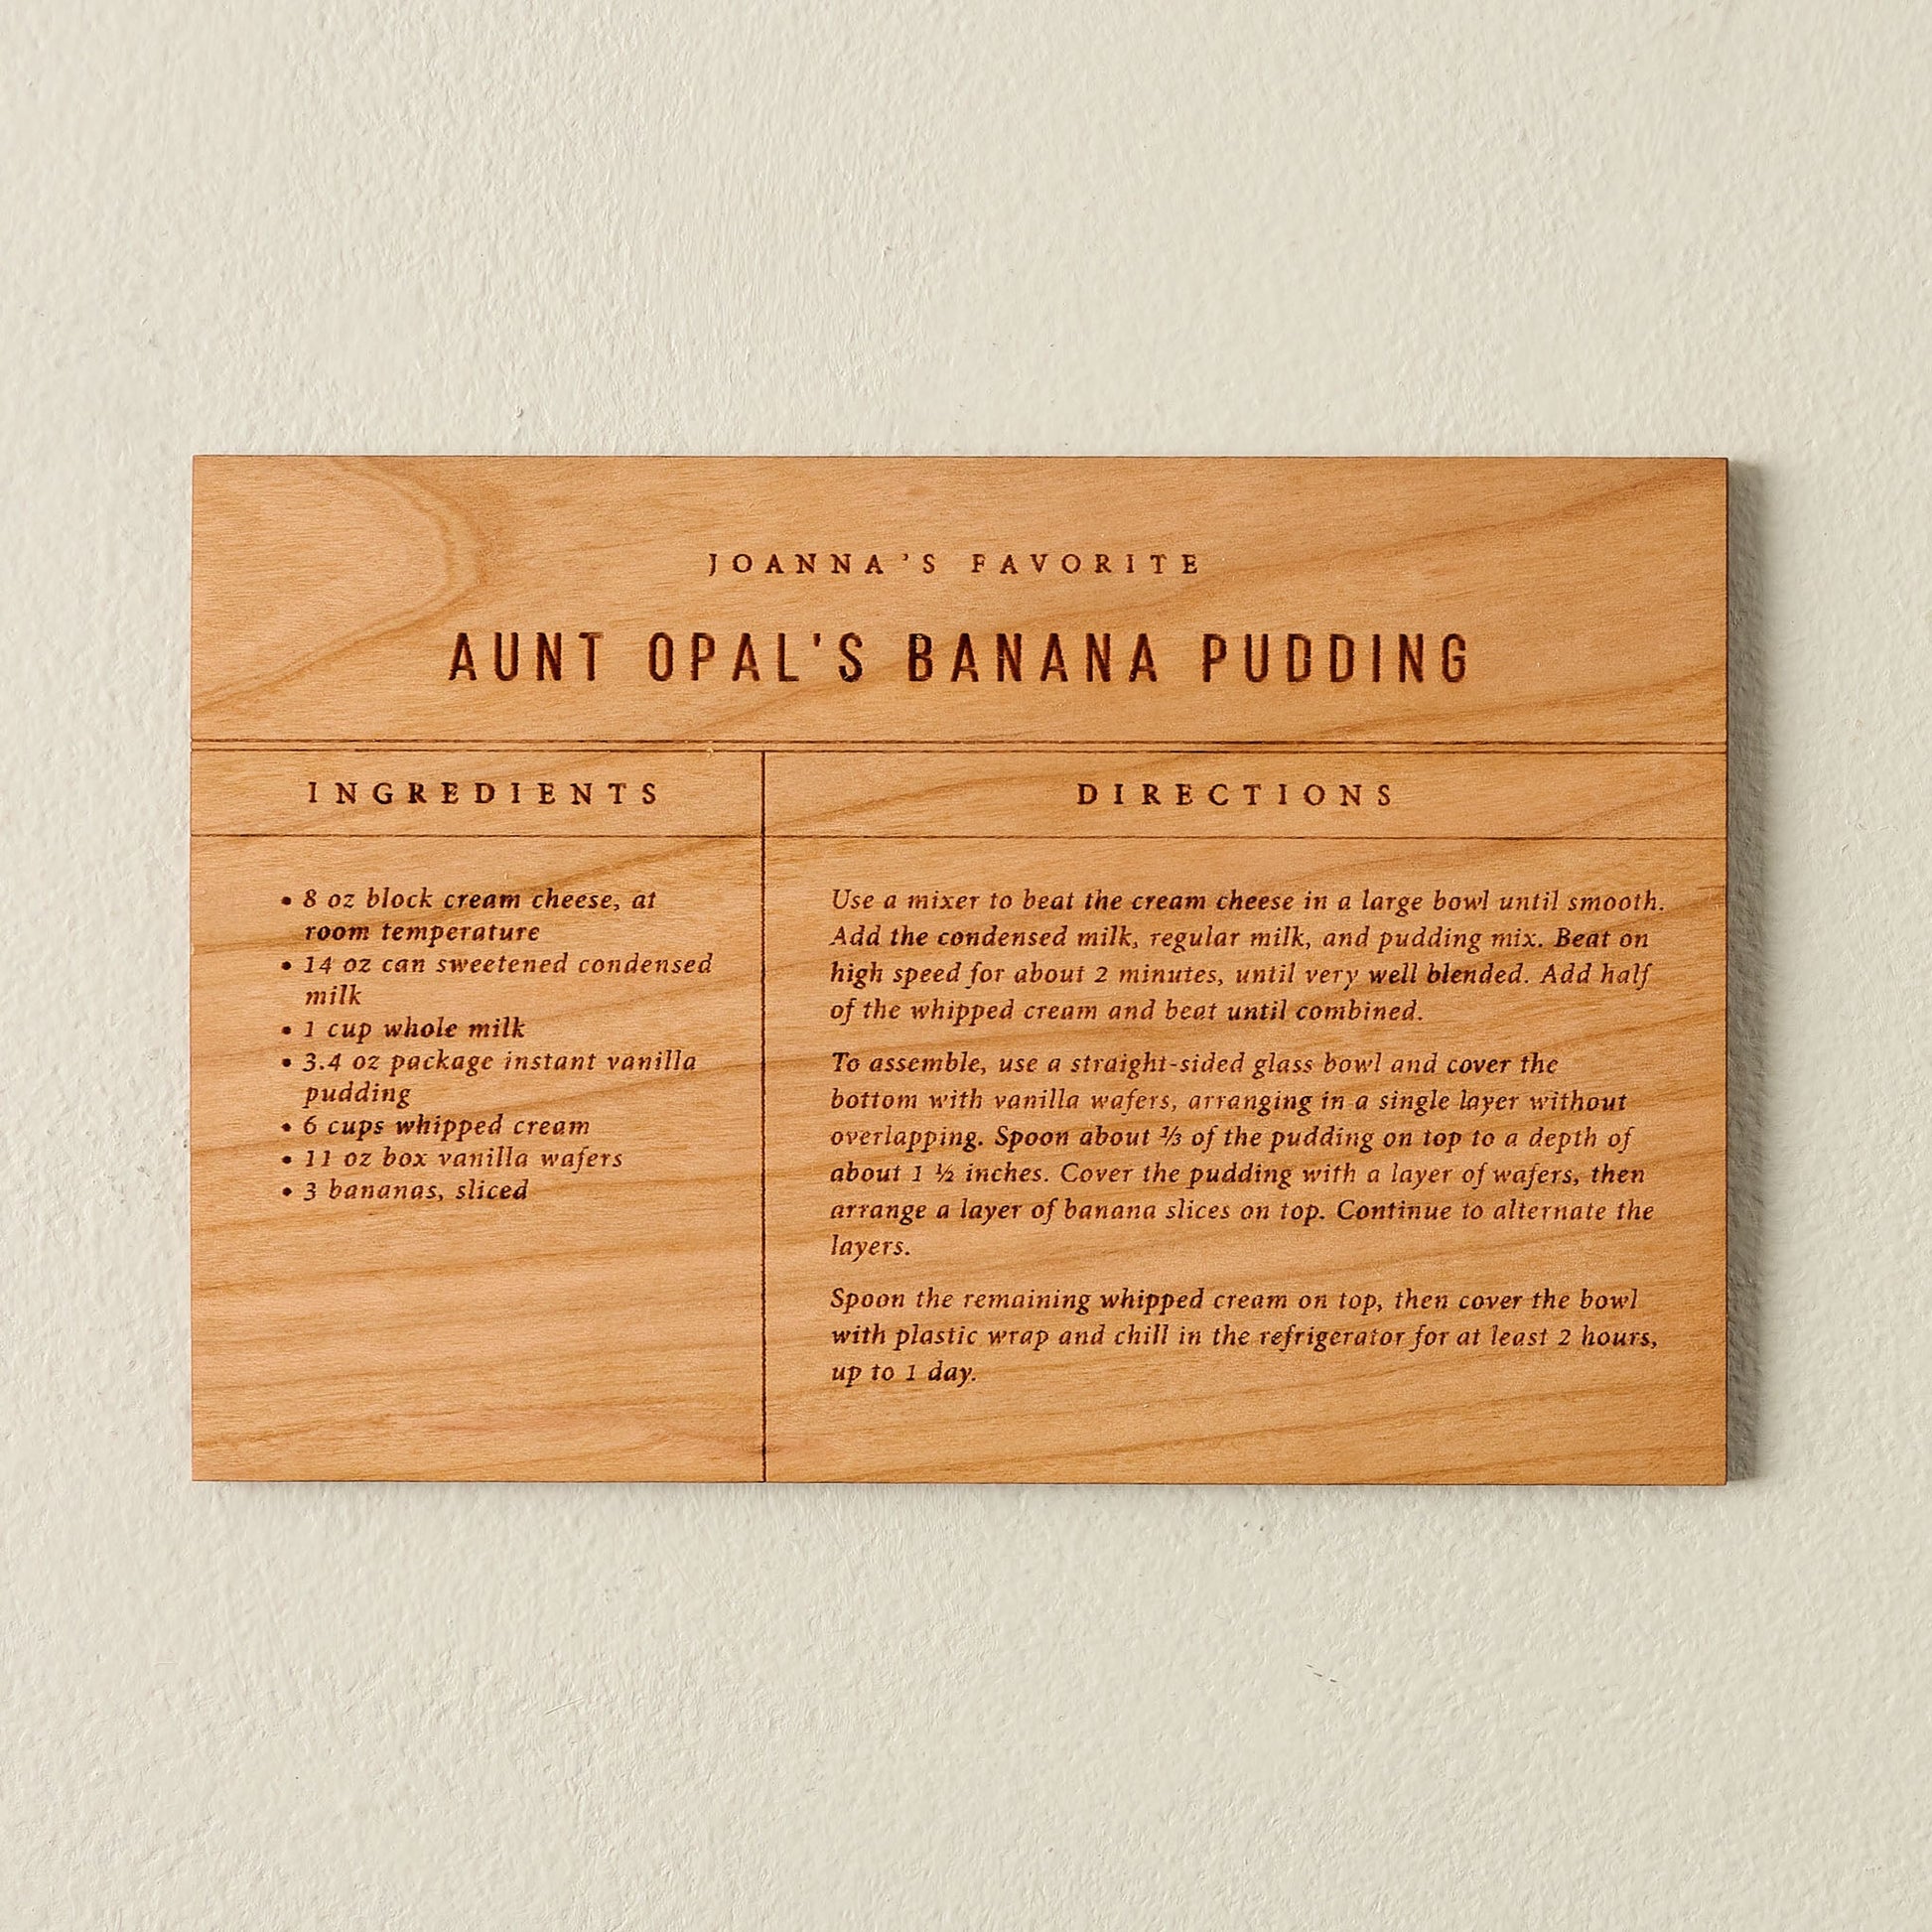 JOANNA'S FAVORITE
AUNT OPAL'S BANANA PUDDING
INGREDIENTS
• 8 oz block cream cheese, at
room temperature
• 14 oz can sweetened condensed
milk
• 1 cup whole milk
• 3.4 oz package instant vanilla
pudding
• 6 cups whipped cream
• 11 oz box vanilla wafers
• 3 bananas, sliced
DIRECTIONS
Use a mixer to beat the cream cheese in a large bowl until smooth.
Add the condensed milk, regular milk, and pudding mix. Beat on
high speed for about 2 minutes, until very well blended. Add half
of the whipped cream and beat until combined.
To assemble, use a straight-sided glass bowl and cover the
bottom with vanilla wafers, arranging in a single layer without
overlapping. Spoon about ⅓ of the pudding on top to a depth of
about 1 ½ inches. Cover the pudding with a layer of wafers, then
arrange a layer of banana slices on top. Continue to alternate the
layers.
Spoon the remaining whipped cream on top, then cover the bowl
with plastic wrap and chill in the refrigerator for at least 2 hours,
up to 1 day.